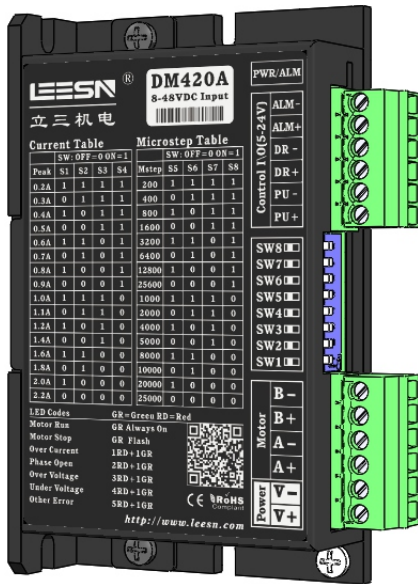 LEESN ®
立三机电
DM420A
8-48VDC Input
PWR/ALM
Current Table
SW: OFF=0 ON=1
Peak S1 S2 S3 S4
0.2A 1 1 1 1
0.3A 0 1 1 1
0.4A 1 0 1 1
0.5A 0 0 1 1
0.6A 1 1 0 1
0.7A 0 1 0 1
0.8A 1 0 0 1
0.9A 0 0 0 1
1.0A 1 1 1 0
1.1A 0 1 1 0
1.2A 1 0 1 0
1.4A 0 0 1 0
1.6A 1 1 0 0
1.8A 0 1 0 0
2.0A 1 0 0 0
2.2A 0 0 0 0
Microstep Table
SW: OFF=0 ON=1
Mstep S5 S6 S7 S8
200 1 1 1 1
400 0 1 1 1
800 1 0 1 1
1600 0 0 1 1
3200 1 1 0 1
6400 0 1 0 1
12800 1 0 0 1
25600 0 0 0 1
1000 1 1 1 0
2000 0 1 1 0
4000 1 0 1 0
5000 0 0 1 0
8000 1 1 0 0
10000 0 1 0 0
20000 1 0 0 0
25000 0 0 0 0
LED Codes GR=Green RD=Red
Motor Run GR Always On
Motor Stop GR Flash
Over Current 1RD+1GR
Phase Open 2RD+1GR
Over Voltage 3RD+1GR
Under Voltage 4RD+1GR
Other Error 5RD+1GR
CE RoHS
Compliant
http://www.leesn.com
Control I/O(5-24V)
ALM-
ALM+
DR-
DR+
PU-
PU+
SW8
SW7
SW6
SW5
SW4
SW3
SW2
SW1
Motor
B-
B+
A-
A+
Power
V-
V+